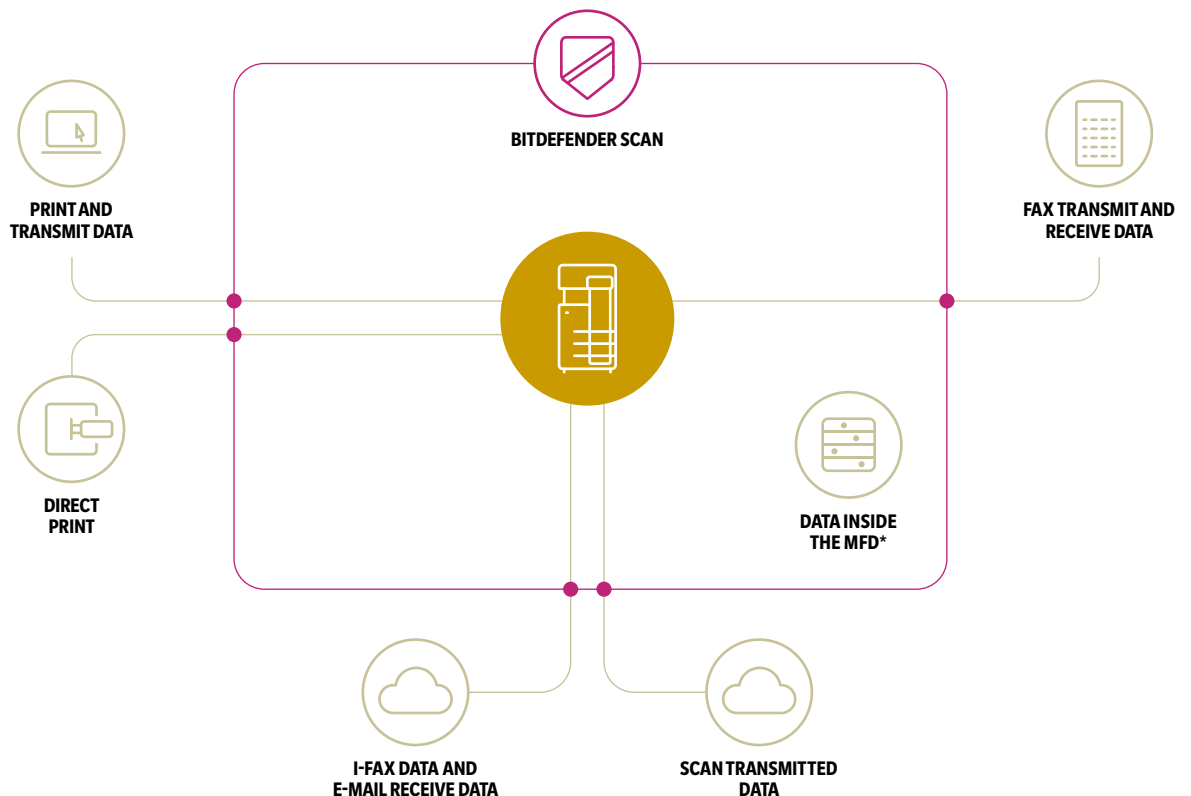 BITDEFENDER SCAN
PRINT AND
TRANSMIT DATA
FAX TRANSMIT AND
RECEIVE DATA
DIRECT
PRINT
DATA INSIDE
THE MFD*
I-FAX DATA AND
E-MAIL RECEIVE DATA
SCAN TRANSMITTED
DATA